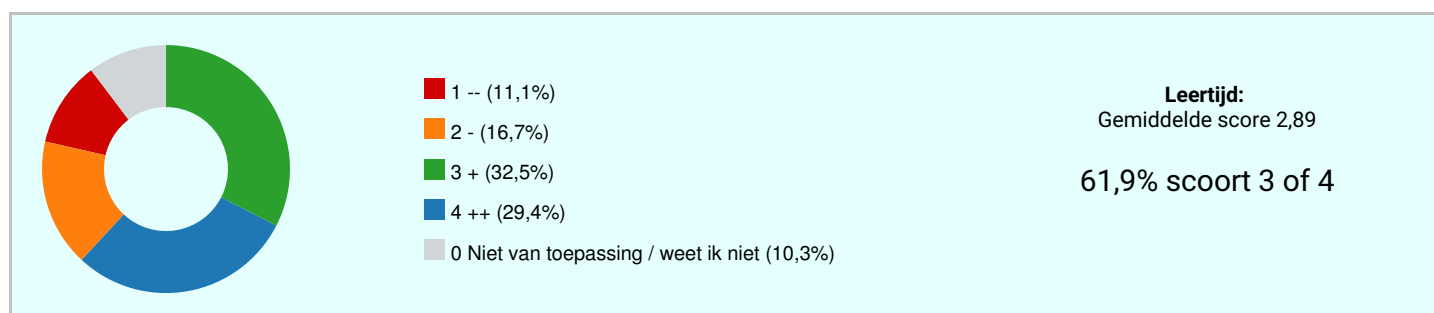 1 -- (11,1%)
2 - (16,7%)
3 + (32,5%)
4 ++ (29,4%)
0 Niet van toepassing / weet ik niet (10,3%)
Leertijd:
Gemiddelde score 2,89
61,9% scoort 3 of 4